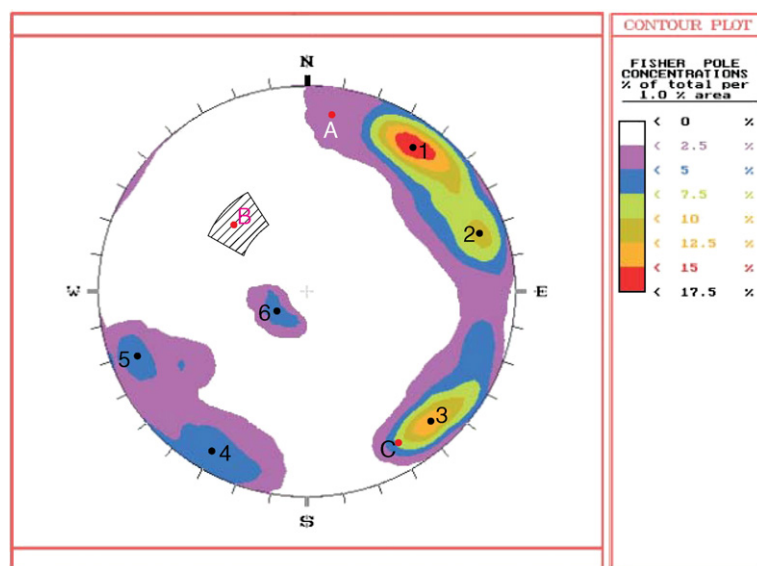 CONTOUR PLOT
FISHER POLE
CONCENTRATIONS
% of total per
1.0 % area
< 0 %
< 2.5 %
< 5 %
< 7.5 %
< 10 %
< 12.5 %
< 15 %
< 17.5 %
N
A
1
B
2
W
E
6
5
3
C
4
S